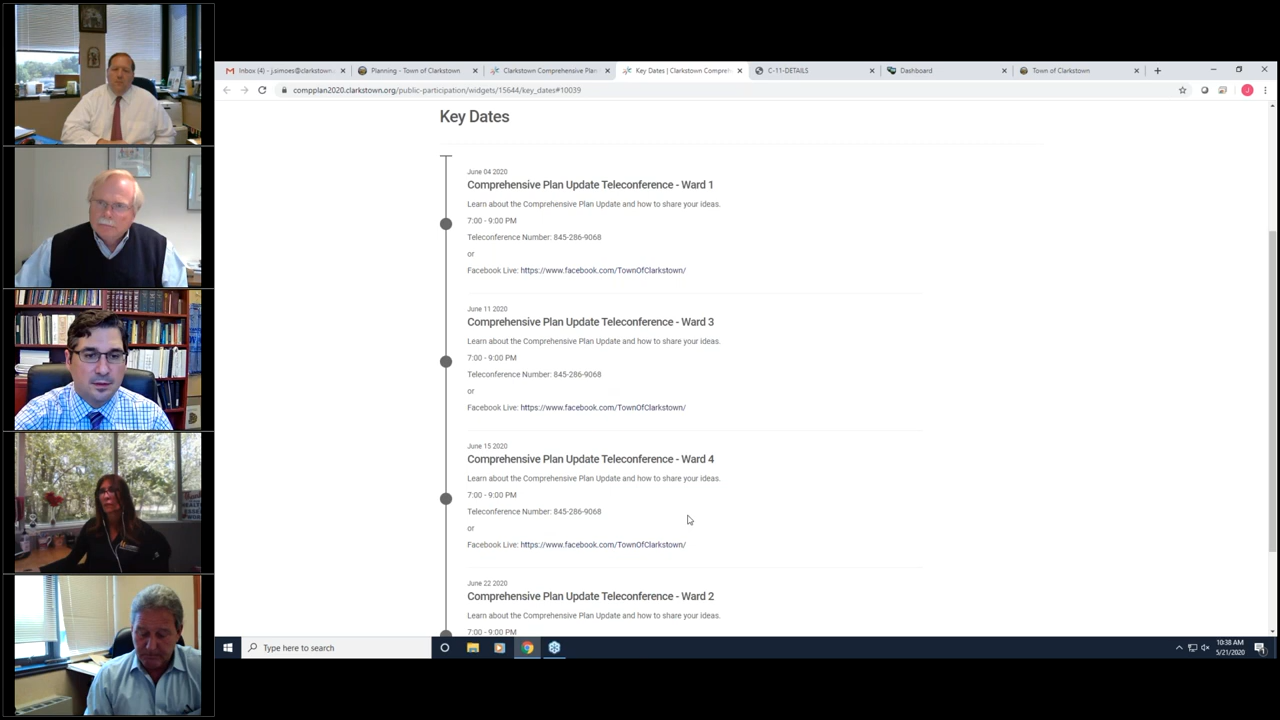 Inbox (4) - j.simoes@clarkstown
Planning - Town of Clarkstown
Clarkstown Comprehensive Plan
Key Dates | Clarkstown Compreh
C-11-DETAILS
Dashboard
Town of Clarkstown
compplan2020.clarkstown.org/public-participation/widgets/15644/key_dates#10039
Key Dates
June 04 2020
Comprehensive Plan Update Teleconference - Ward 1
Learn about the Comprehensive Plan Update and how to share your ideas.
7:00 - 9:00 PM
Teleconference Number: 845-286-9068
or
Facebook Live: https://www.facebook.com/TownOfClarkstown/
June 11 2020
Comprehensive Plan Update Teleconference - Ward 3
Learn about the Comprehensive Plan Update and how to share your ideas.
7:00 - 9:00 PM
Teleconference Number: 845-286-9068
or
Facebook Live: https://www.facebook.com/TownOfClarkstown/
June 15 2020
Comprehensive Plan Update Teleconference - Ward 4
Learn about the Comprehensive Plan Update and how to share your ideas.
7:00 - 9:00 PM
Teleconference Number: 845-286-9068
or
Facebook Live: https://www.facebook.com/TownOfClarkstown/
June 22 2020
Comprehensive Plan Update Teleconference - Ward 2
Learn about the Comprehensive Plan Update and how to share your ideas.
7:00 - 9:00 PM
Type here to search
10:38 AM
5/21/2020